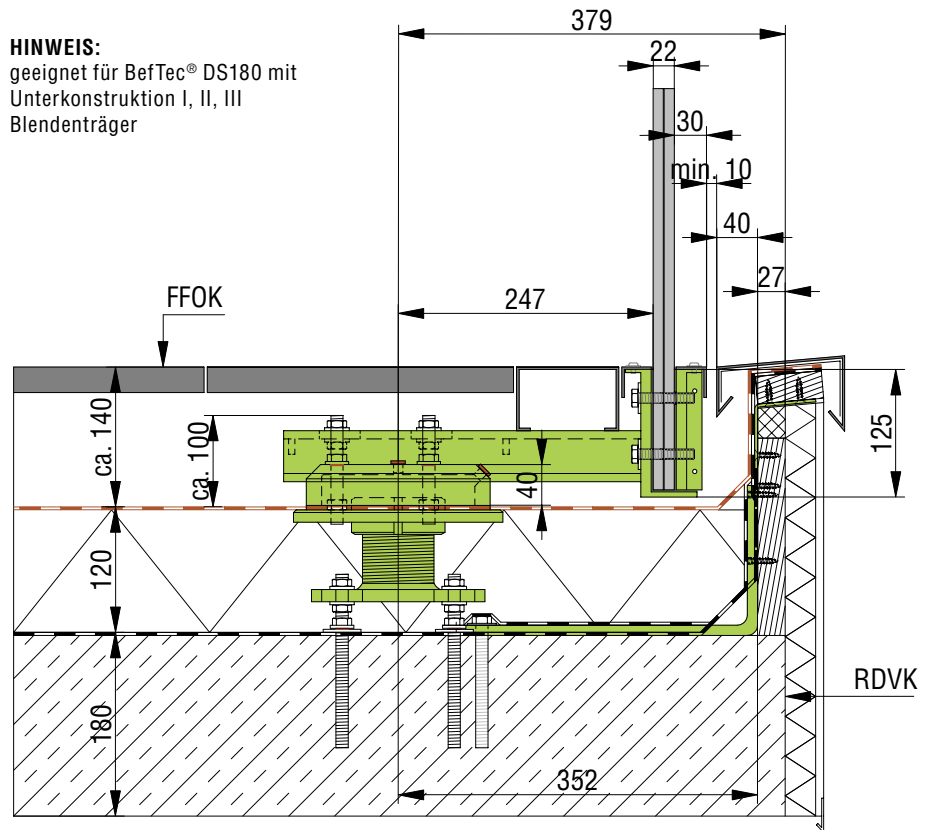 HINWEIS:
geeignet für BefTec® DS180 mit
Unterkonstruktion I, II, III
Blendenträger
379
22
30
min. 10
40
27
247
FFOK
ca. 140
ca. 100
40
125
120
180
RDVK
352